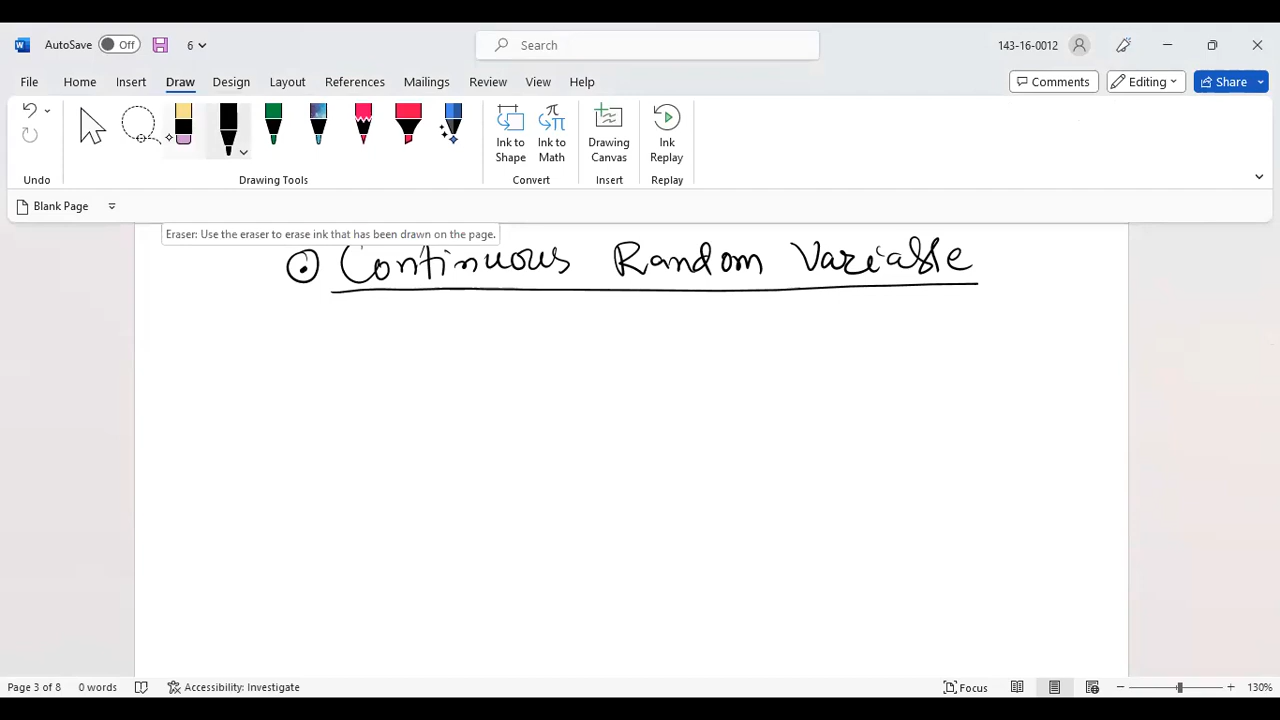 AutoSave Off 6 Search 143-16-0012
File Home Insert Draw Design Layout References Mailings Review View Help Comments Editing Share
Ink to Shape Ink to Math Drawing Canvas Ink Replay
Undo Drawing Tools Convert Insert Replay
Blank Page
Eraser: Use the eraser to erase ink that has been drawn on the page.
Continuous Random Variable
Page 3 of 8 0 words Accessibility: Investigate Focus 130%